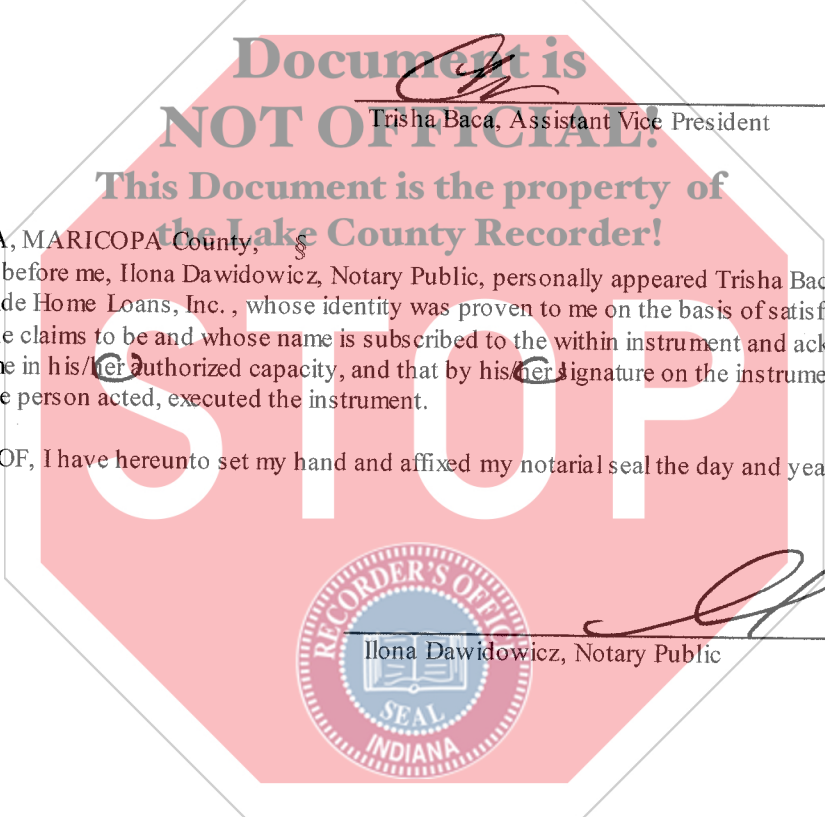 Document is
NOT OFFICIAL!
Trisha Baca, Assistant Vice President
This Document is the property of
the Lake County Recorder!
A, MARICOPA County, §
before me, Ilona Dawidowicz, Notary Public, personally appeared Trisha Bac
de Home Loans, Inc. , whose identity was proven to me on the basis of satisf
e claims to be and whose name is subscribed to the within instrument and ack
e in his/her authorized capacity, and that by his/her signature on the instrume
e person acted, executed the instrument.
OF, I have hereunto set my hand and affixed my notarial seal the day and yea
STOP
RECORDER'S OFFICE
SEAL
INDIANA
Ilona Dawidowicz, Notary Public